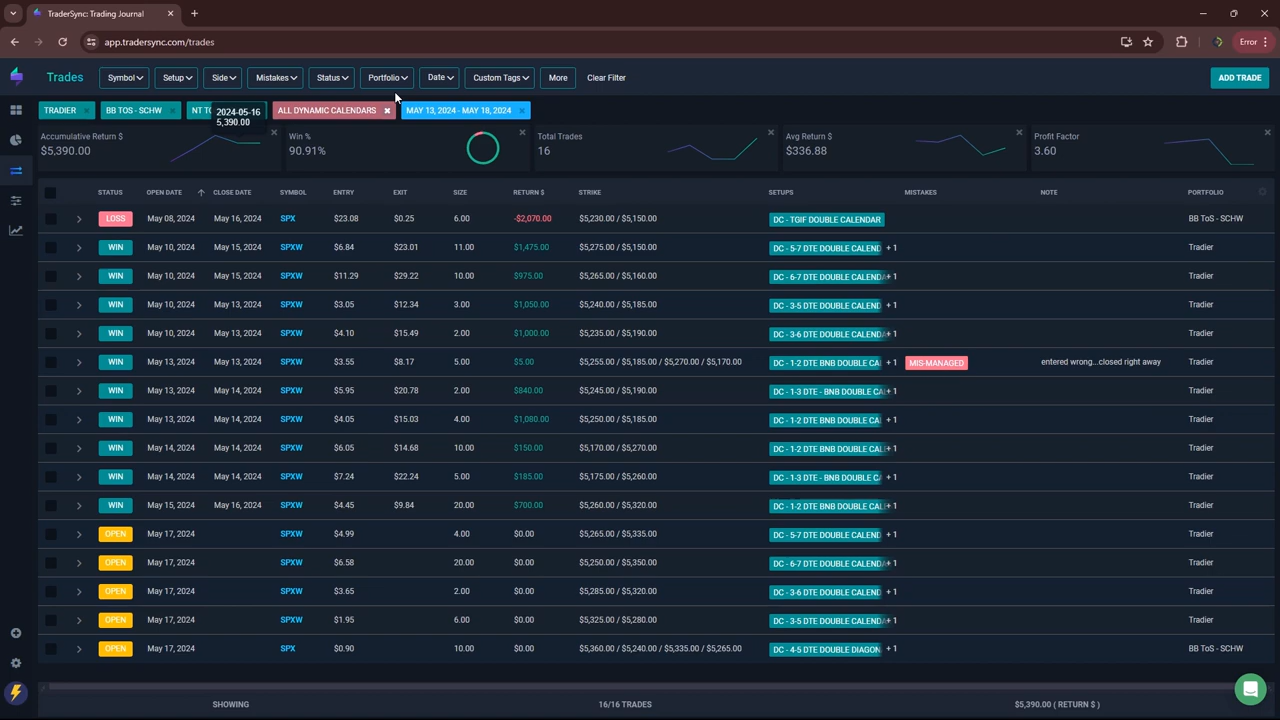 TraderSync: Trading Journal
app.tradersync.com/trades
Error
Trades
Symbol
Setup
Side
Mistakes
Status
Portfolio
Date
Custom Tags
More
Clear Filter
ADD TRADE
TRADIER
BB TOS - SCHW
ALL DYNAMIC CALENDARS
MAY 13, 2024 - MAY 18, 2024
2024-05-16
5,390.00
Accumulative Return $
$5,390.00
Win %
90.91%
Total Trades
16
Avg Return $
$336.88
Profit Factor
3.60
STATUS OPEN DATE CLOSE DATE SYMBOL ENTRY EXIT SIZE RETURN $ STRIKE SETUPS MISTAKES NOTE PORTFOLIO
LOSS May 08, 2024 May 16, 2024 SPX $23.08 $0.25 6.00 -$2,070.00 $5,230.00 / $5,150.00 DC - TGIF DOUBLE CALENDAR BB ToS - SCHW
WIN May 10, 2024 May 15, 2024 SPXW $6.84 $23.01 11.00 $1,475.00 $5,275.00 / $5,150.00 DC - 5-7 DTE DOUBLE CALEND + 1 Tradier
WIN May 10, 2024 May 15, 2024 SPXW $11.29 $29.22 10.00 $975.00 $5,265.00 / $5,160.00 DC - 6-7 DTE DOUBLE CALENDA + 1 Tradier
WIN May 10, 2024 May 13, 2024 SPXW $3.05 $12.34 3.00 $1,050.00 $5,240.00 / $5,185.00 DC - 3-5 DTE DOUBLE CALEND + 1 Tradier
WIN May 10, 2024 May 13, 2024 SPXW $4.10 $15.49 2.00 $1,000.00 $5,235.00 / $5,190.00 DC - 3-6 DTE DOUBLE CALENDA + 1 Tradier
WIN May 13, 2024 May 13, 2024 SPXW $3.55 $8.17 5.00 $5.00 $5,255.00 / $5,185.00 / $5,270.00 / $5,170.00 DC - 1-2 DTE BNB DOUBLE CA + 1 MIS-MANAGED entered wrong...closed right away Tradier
WIN May 13, 2024 May 14, 2024 SPXW $5.95 $20.78 2.00 $840.00 $5,245.00 / $5,190.00 DC - 1-3 DTE - BNB DOUBLE C + 1 Tradier
WIN May 13, 2024 May 14, 2024 SPXW $4.05 $15.03 4.00 $1,080.00 $5,250.00 / $5,185.00 DC - 1-2 DTE BNB DOUBLE CA + 1 Tradier
WIN May 14, 2024 May 14, 2024 SPXW $6.05 $14.68 10.00 $150.00 $5,170.00 / $5,270.00 DC - 1-2 DTE BNB DOUBLE CA + 1 Tradier
WIN May 14, 2024 May 14, 2024 SPXW $7.24 $22.24 5.00 $185.00 $5,175.00 / $5,260.00 DC - 1-3 DTE - BNB DOUBLE C + 1 Tradier
WIN May 15, 2024 May 16, 2024 SPXW $4.45 $9.84 20.00 $700.00 $5,260.00 / $5,320.00 DC - 1-2 DTE BNB DOUBLE CAL + 1 Tradier
OPEN May 17, 2024 SPXW $4.99 4.00 $0.00 $5,265.00 / $5,335.00 DC - 5-7 DTE DOUBLE CALEND + 1 Tradier
OPEN May 17, 2024 SPXW $6.58 20.00 $0.00 $5,250.00 / $5,350.00 DC - 6-7 DTE DOUBLE CALEND + 1 Tradier
OPEN May 17, 2024 SPXW $3.65 2.00 $0.00 $5,285.00 / $5,320.00 DC - 3-6 DTE DOUBLE CALEND + 1 Tradier
OPEN May 17, 2024 SPXW $1.95 6.00 $0.00 $5,325.00 / $5,280.00 DC - 3-5 DTE DOUBLE CALENDA + 1 Tradier
OPEN May 17, 2024 SPX $0.90 10.00 $0.00 $5,360.00 / $5,240.00 / $5,335.00 / $5,265.00 DC - 4-5 DTE DOUBLE DIAGON + 1 BB ToS - SCHW
SHOWING 16/16 TRADES $5,390.00 ( RETURN $ )